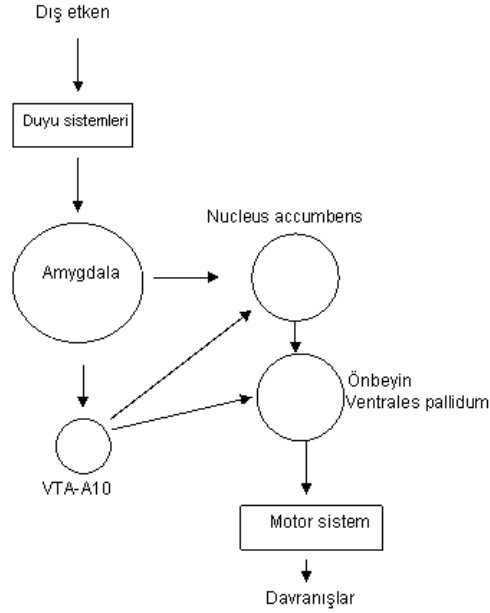 Dış etken
Duyu sistemleri
Nucleus accumbens
Amygdala
Önbeyin
Ventrales pallidum
VTA-A10
Motor sistem
Davranışlar